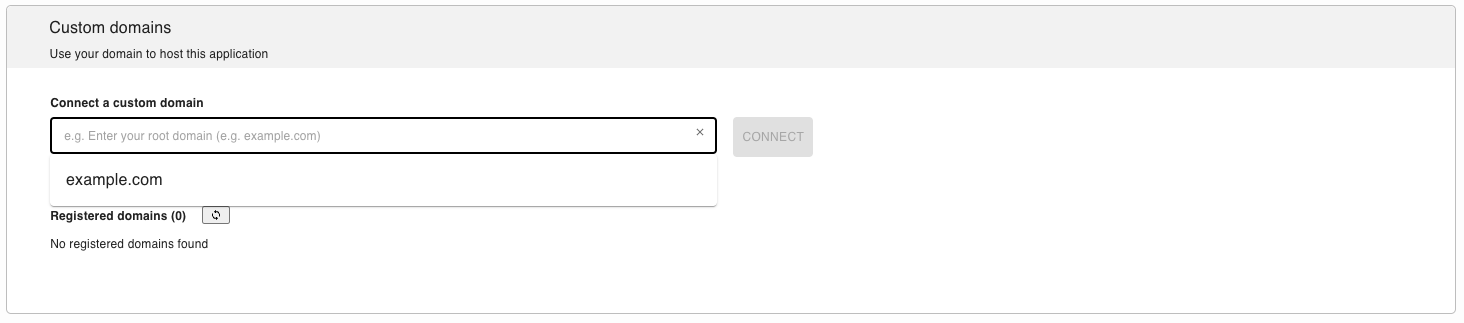 Custom domains
Use your domain to host this application
Connect a custom domain
e.g. Enter your root domain (e.g. example.com)
×
CONNECT
example.com
Registered domains (0)
No registered domains found